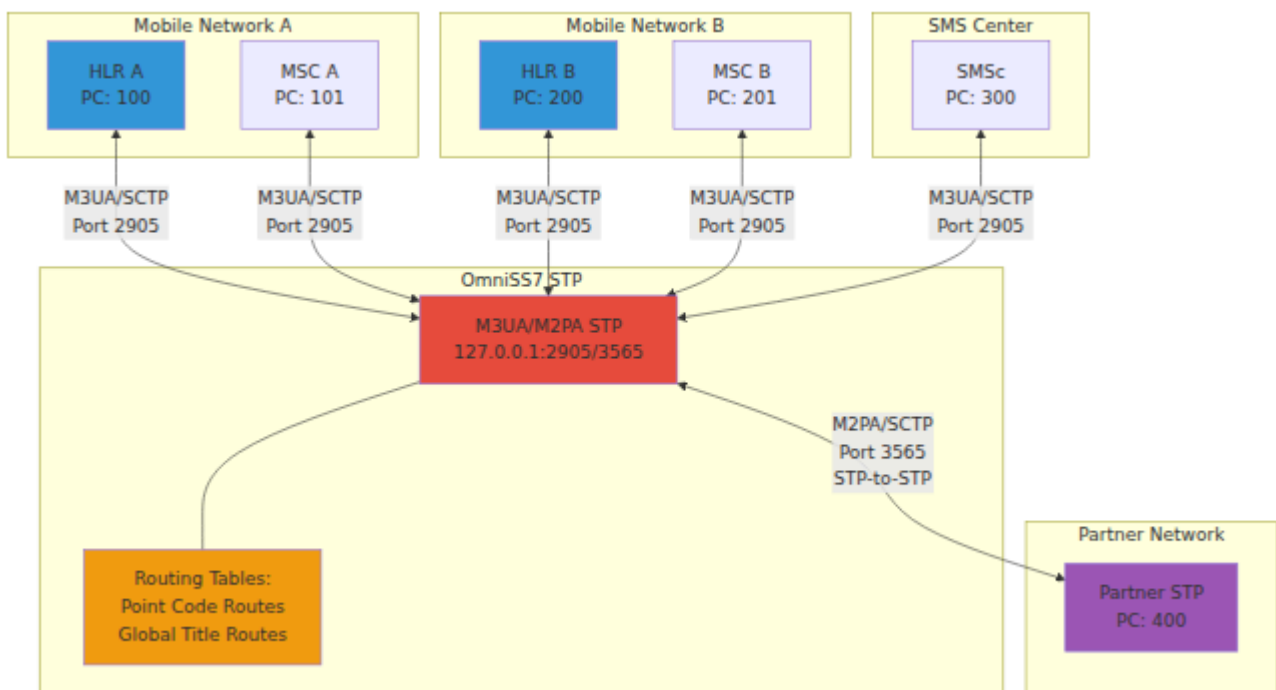 Mobile Network A
Mobile Network B
SMS Center
HLR A
PC: 100
MSC A
PC: 101
HLR B
PC: 200
MSC B
PC: 201
SMSc
PC: 300
M3UA/SCTP
Port 2905
M3UA/SCTP
Port 2905
M3UA/SCTP
Port 2905
M3UA/SCTP
Port 2905
M3UA/SCTP
Port 2905
OmniSS7 STP
M3UA/M2PA STP
127.0.0.1:2905/3565
M2PA/SCTP
Port 3565
STP-to-STP
Partner Network
Partner STP
PC: 400
Routing Tables:
Point Code Routes
Global Title Routes